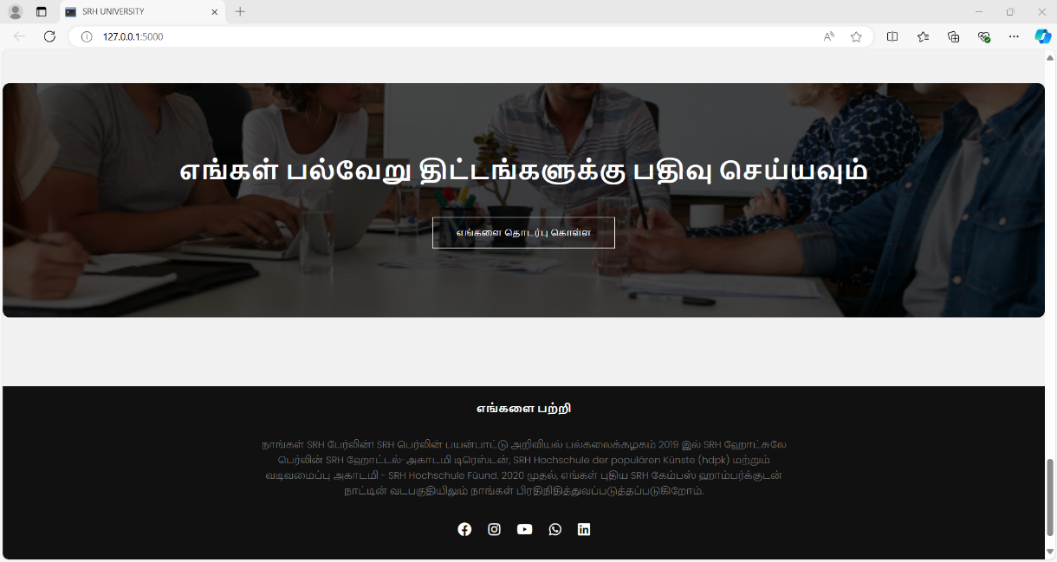 SRH UNIVERSITY
127.0.0.1:5000
எங்கள் பல்வேறு திட்டங்களுக்கு பதிவு செய்யவும்
எங்களை தொடர்பு கொள்ள
எங்களை பற்றி
நாங்கள் SRH பேர்லின்! SRH பெர்லின் பயன்பாட்டு அறிவியல் பல்கலைக்கழகம் 2019 இல் SRH ஹோட்சுலே
பெர்லின் SRH ஹோட்டல்-அகாடமி டிரெஸ்டன், SRH Hochschule der populären Künste (hdpk) மற்றும்
வடிவமைப்பு அகாடமி - SRH Hochschule Füund. 2020 முதல், எங்கள் புதிய SRH கேம்பஸ் ஹாம்பர்க்குடன்
நாட்டின் வடபகுதியிலும் நாங்கள் பிரதிநிதித்துவப்படுத்தப்படுகிறோம்.